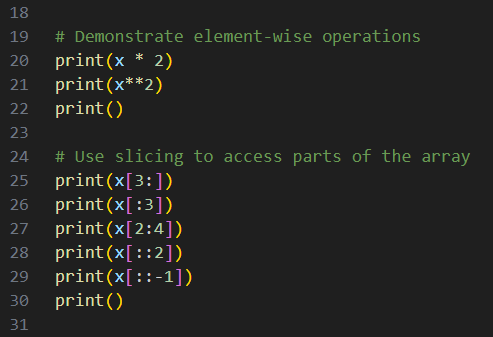 18
19 # Demonstrate element-wise operations
20 print(x * 2)
21 print(x**2)
22 print()
23
24 # Use slicing to access parts of the array
25 print(x[3:])
26 print(x[:3])
27 print(x[2:4])
28 print(x[::2])
29 print(x[::-1])
30 print()
31